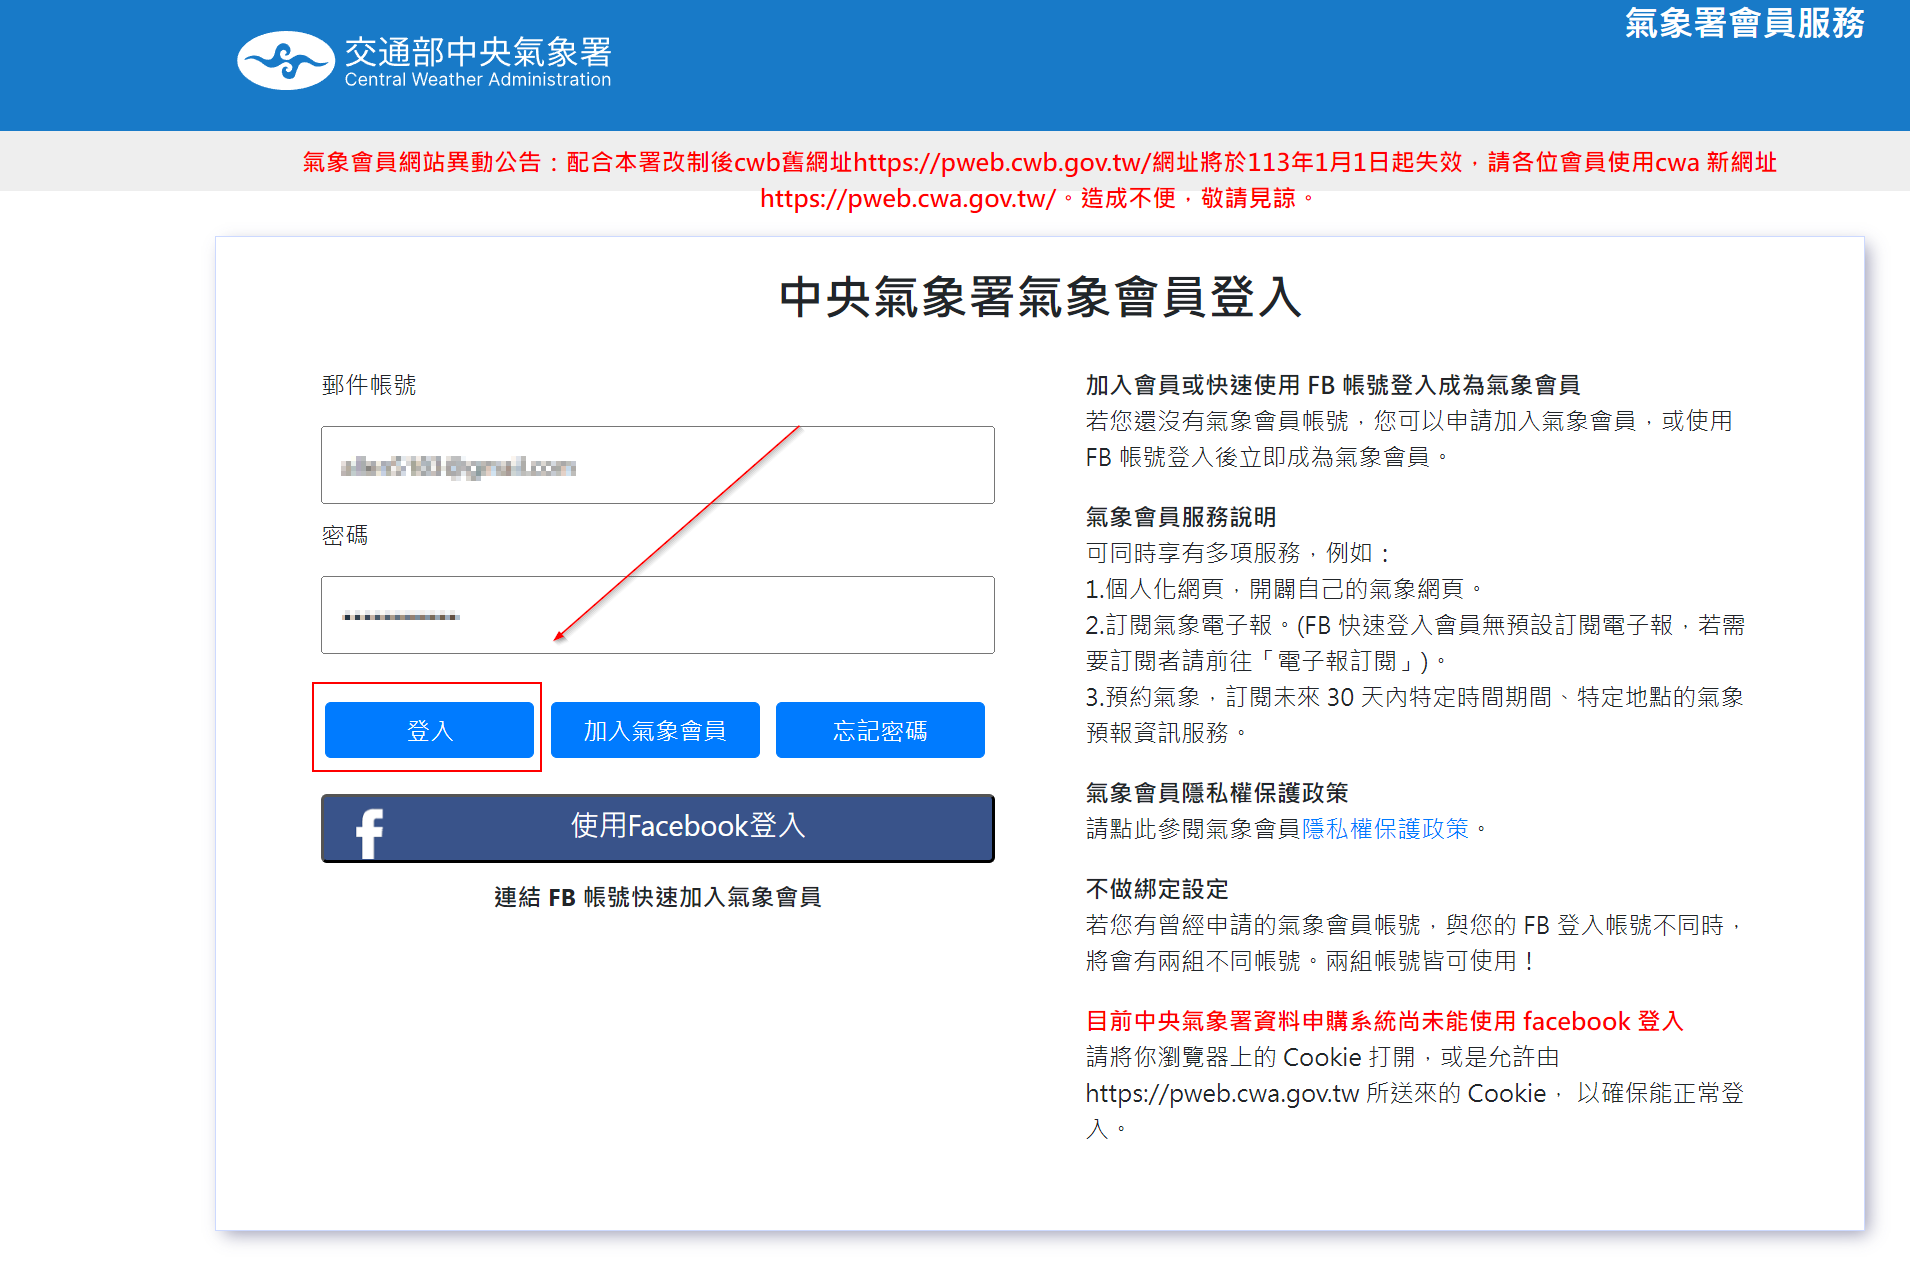 氣象署會員服務
交通部中央氣象署
Central Weather Administration
氣象會員網站異動公告：配合本署改制後cwb舊網址https://pweb.cwb.gov.tw/網址將於113年1月1日起失效，請各位會員使用cwa 新網址
https://pweb.cwa.gov.tw/。造成不便，敬請見諒。
中央氣象署氣象會員登入
郵件帳號
密碼
登入
加入氣象會員
忘記密碼
使用Facebook登入
連結 FB 帳號快速加入氣象會員
加入會員或快速使用 FB 帳號登入成為氣象會員
若您還沒有氣象會員帳號，您可以申請加入氣象會員，或使用
FB 帳號登入後立即成為氣象會員。
氣象會員服務說明
可同時享有多項服務，例如：
1.個人化網頁，開闢自己的氣象網頁。
2.訂閱氣象電子報。(FB 快速登入會員無預設訂閱電子報，若需
要訂閱者請前往「電子報訂閱」)。
3.預約氣象，訂閱未來 30 天內特定時間期間、特定地點的氣象
預報資訊服務。
氣象會員隱私權保護政策
請點此參閱氣象會員隱私權保護政策。
不做綁定設定
若您有曾經申請的氣象會員帳號，與您的 FB 登入帳號不同時，
將會有兩組不同帳號。兩組帳號皆可使用！
目前中央氣象署資料申購系統尚未能使用 facebook 登入
請將你瀏覽器上的 Cookie 打開，或是允許由
https://pweb.cwa.gov.tw 所送來的 Cookie， 以確保能正常登
入。